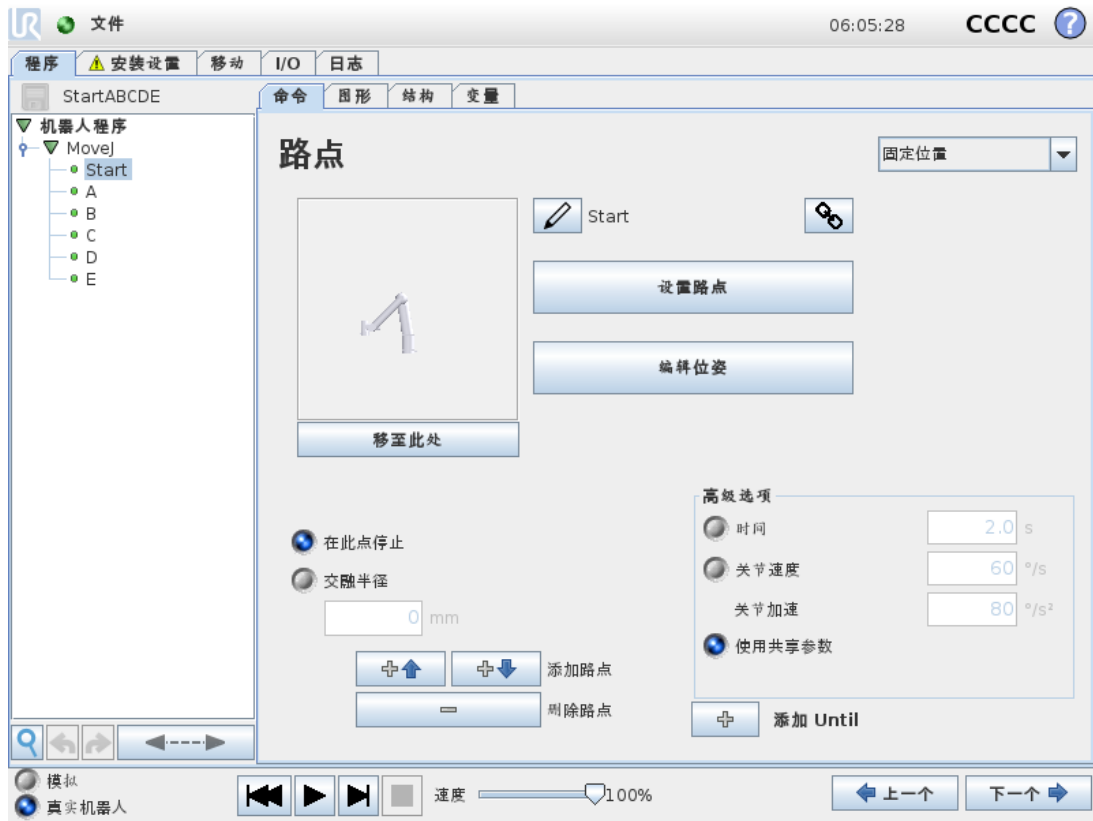 UR 文件 06:05:28 CCCC ?
程序 安装设置 移动 I/O 日志
StartABCDE 命令 图形 结构 变量
机器人程序
MoveJ
Start
A
B
C
D
E
路点 固定位置
Start
设置路点
编辑位姿
移至此处
在此点停止
交融半径
0 mm
添加路点
删除路点
高级选项
时间 2.0 s
关节速度 60 °/s
关节加速 80 °/s²
使用共享参数
添加 Until
模拟
真实机器人
速度 100% 上一个 下一个